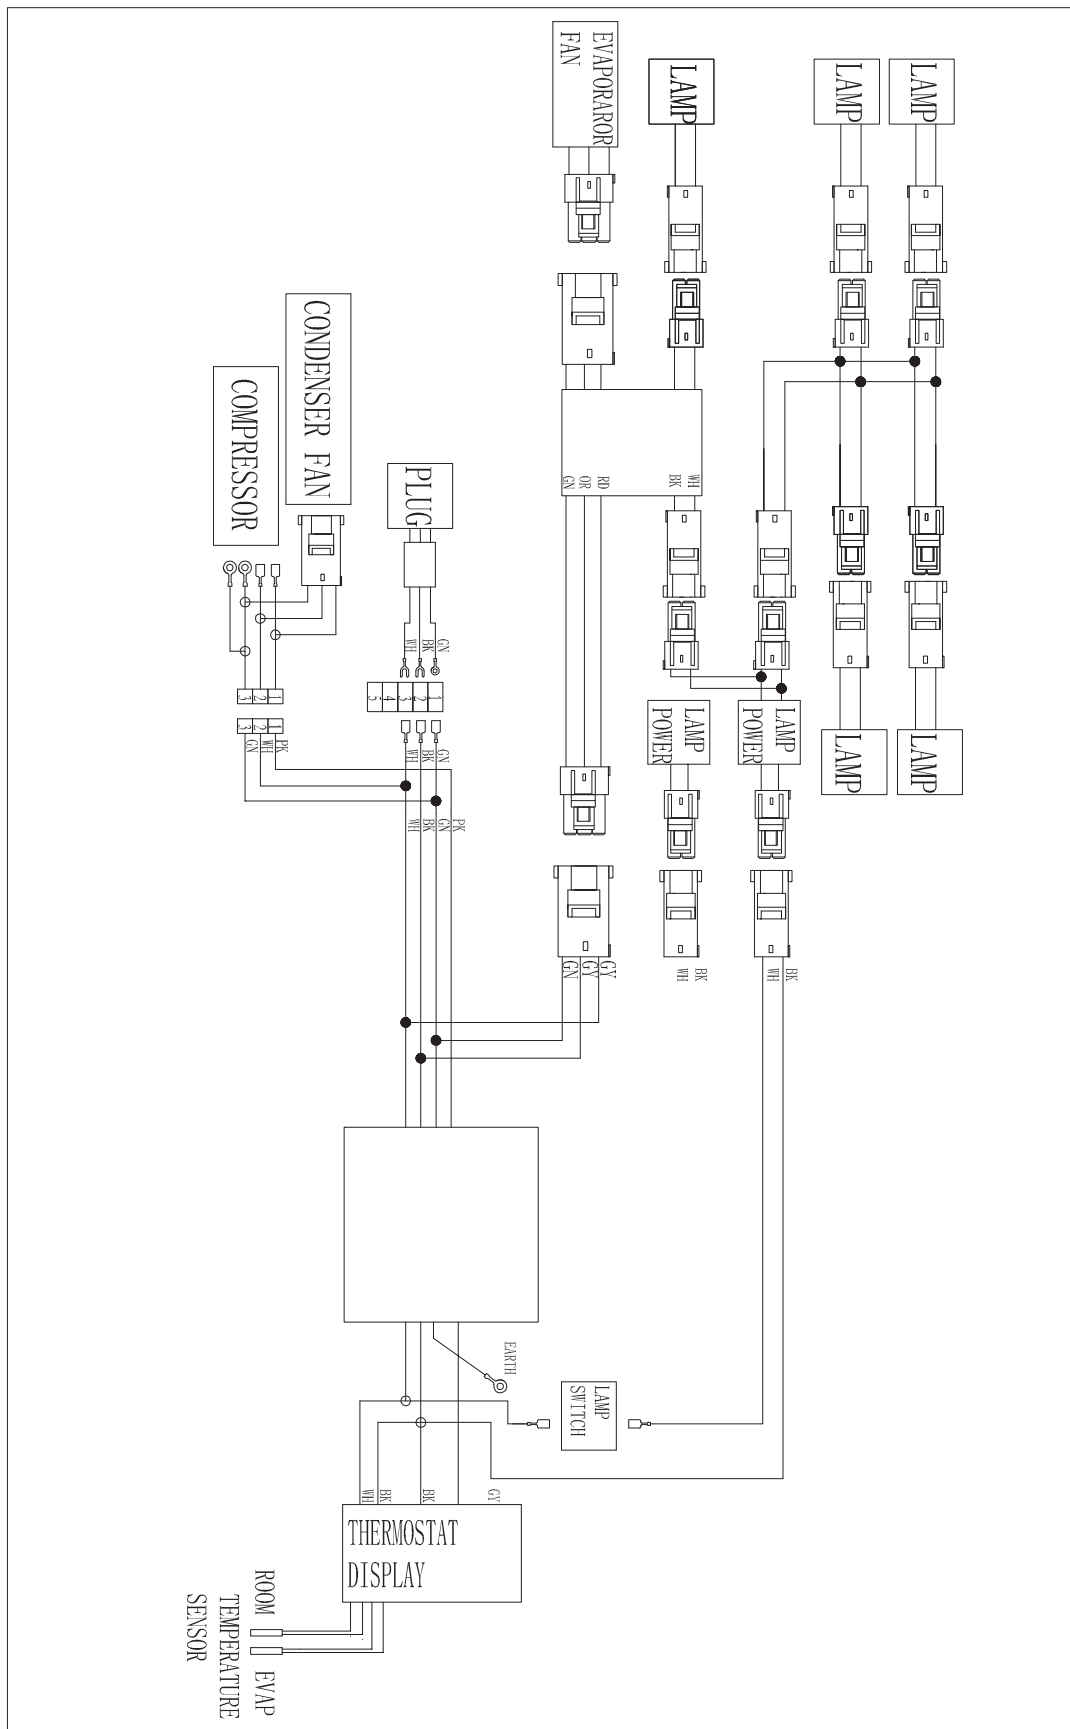 EVAPORAROR
FAN
LAMP
LAMP
LAMP
CONDENSER FAN
COMPRESSOR
PLUG
GN
OR
RD
BK
WH
WH
BK
GN
5
4
3
2
1
3
2
1
3
2
1
GN
WH
PK
WH
BK
GN
WH
BK
GN
PK
LAMP
POWER
LAMP
POWER
LAMP
LAMP
GN
GY
GY
WH
BK
WH
BK
EARTH
LAMP
SWITCH
WH
BK
BK
GY
THERMOSTAT
DISPLAY
ROOM
EVAP
TEMPERATURE
SENSOR